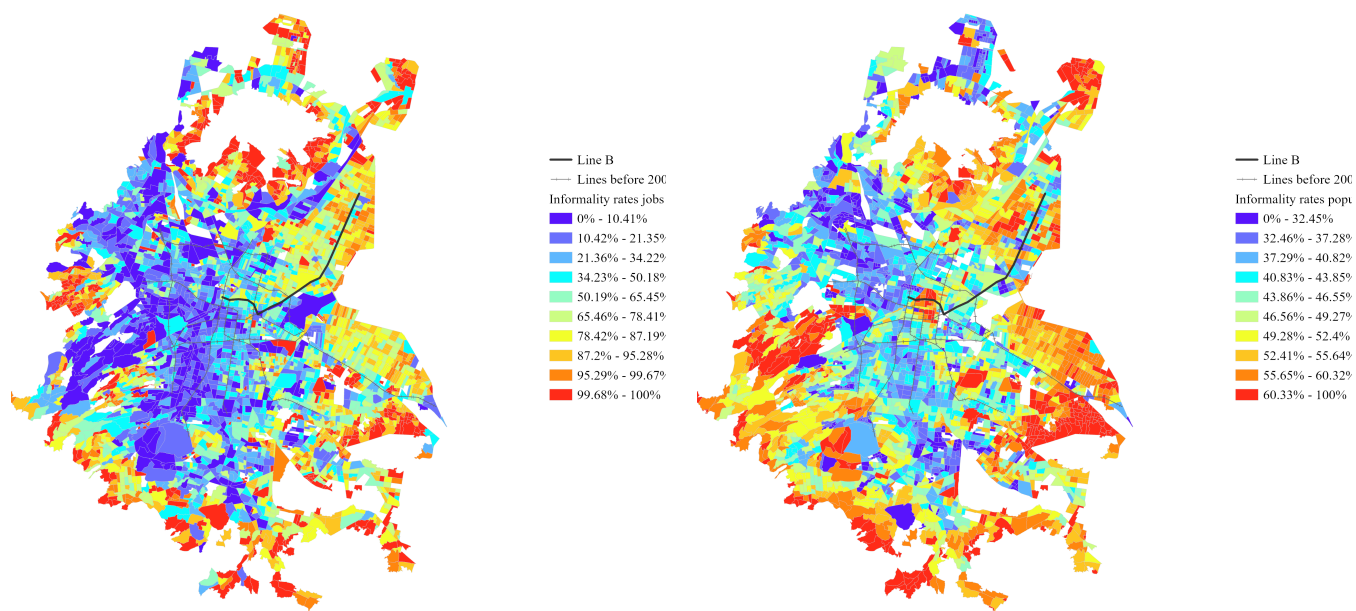 Line B
Lines before 200
Informality rates jobs
0% - 10.41%
10.42% - 21.35%
21.36% - 34.22%
34.23% - 50.18%
50.19% - 65.45%
65.46% - 78.41%
78.42% - 87.19%
87.2% - 95.28%
95.29% - 99.67%
99.68% - 100%
Line B
Lines before 200
Informality rates popu
0% - 32.45%
32.46% - 37.28%
37.29% - 40.82%
40.83% - 43.85%
43.86% - 46.55%
46.56% - 49.27%
49.28% - 52.4%
52.41% - 55.64%
55.65% - 60.32%
60.33% - 100%